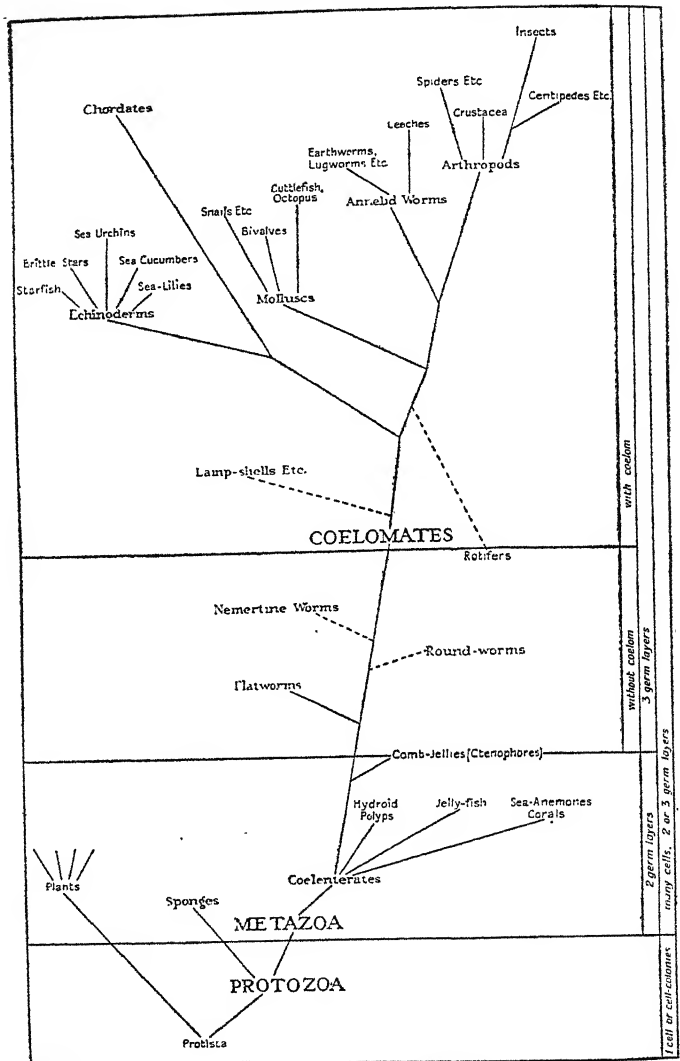 Insects
Spiders Etc
Centipedes Etc.
Crustacea
Chordates
Leeches
Earthworms,
Lugworms Etc
Arthropods
Annelid Worms
Cuttlefish,
Octopus
Snails Etc
Bivalves
Sea Urchins
Brittle Stars
Sea Cucumbers
Starfish
Sea-Lilies
Molluscs
Echinoderms
Lamp-shells Etc.
COELOMATES
Rotifers
Nemertine Worms
Round-worms
Flatworms
Comb-Jellies (Ctenophores)
Hydroid
Polyps
Jelly-fish
Sea-Anemones
Corals
Coelenterates
Plants
Sponges
METAZOA
PROTOZOA
Protista
with coelom
without coelom
3 germ layers
2 germ layers
many cells, 2 or 3 germ layers
1 cell or cell-colonies